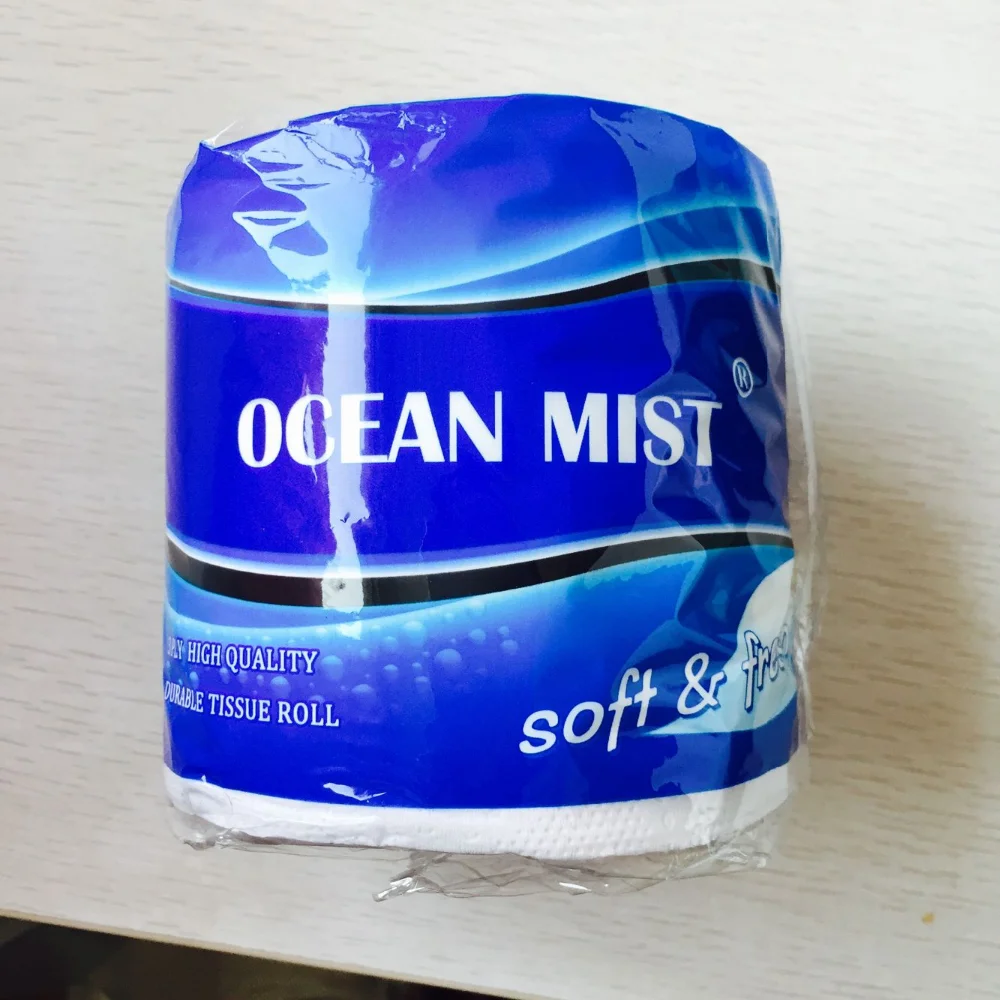 OCEAN MIST ®
HIGH QUALITY
DURABLE TISSUE ROLL
soft &